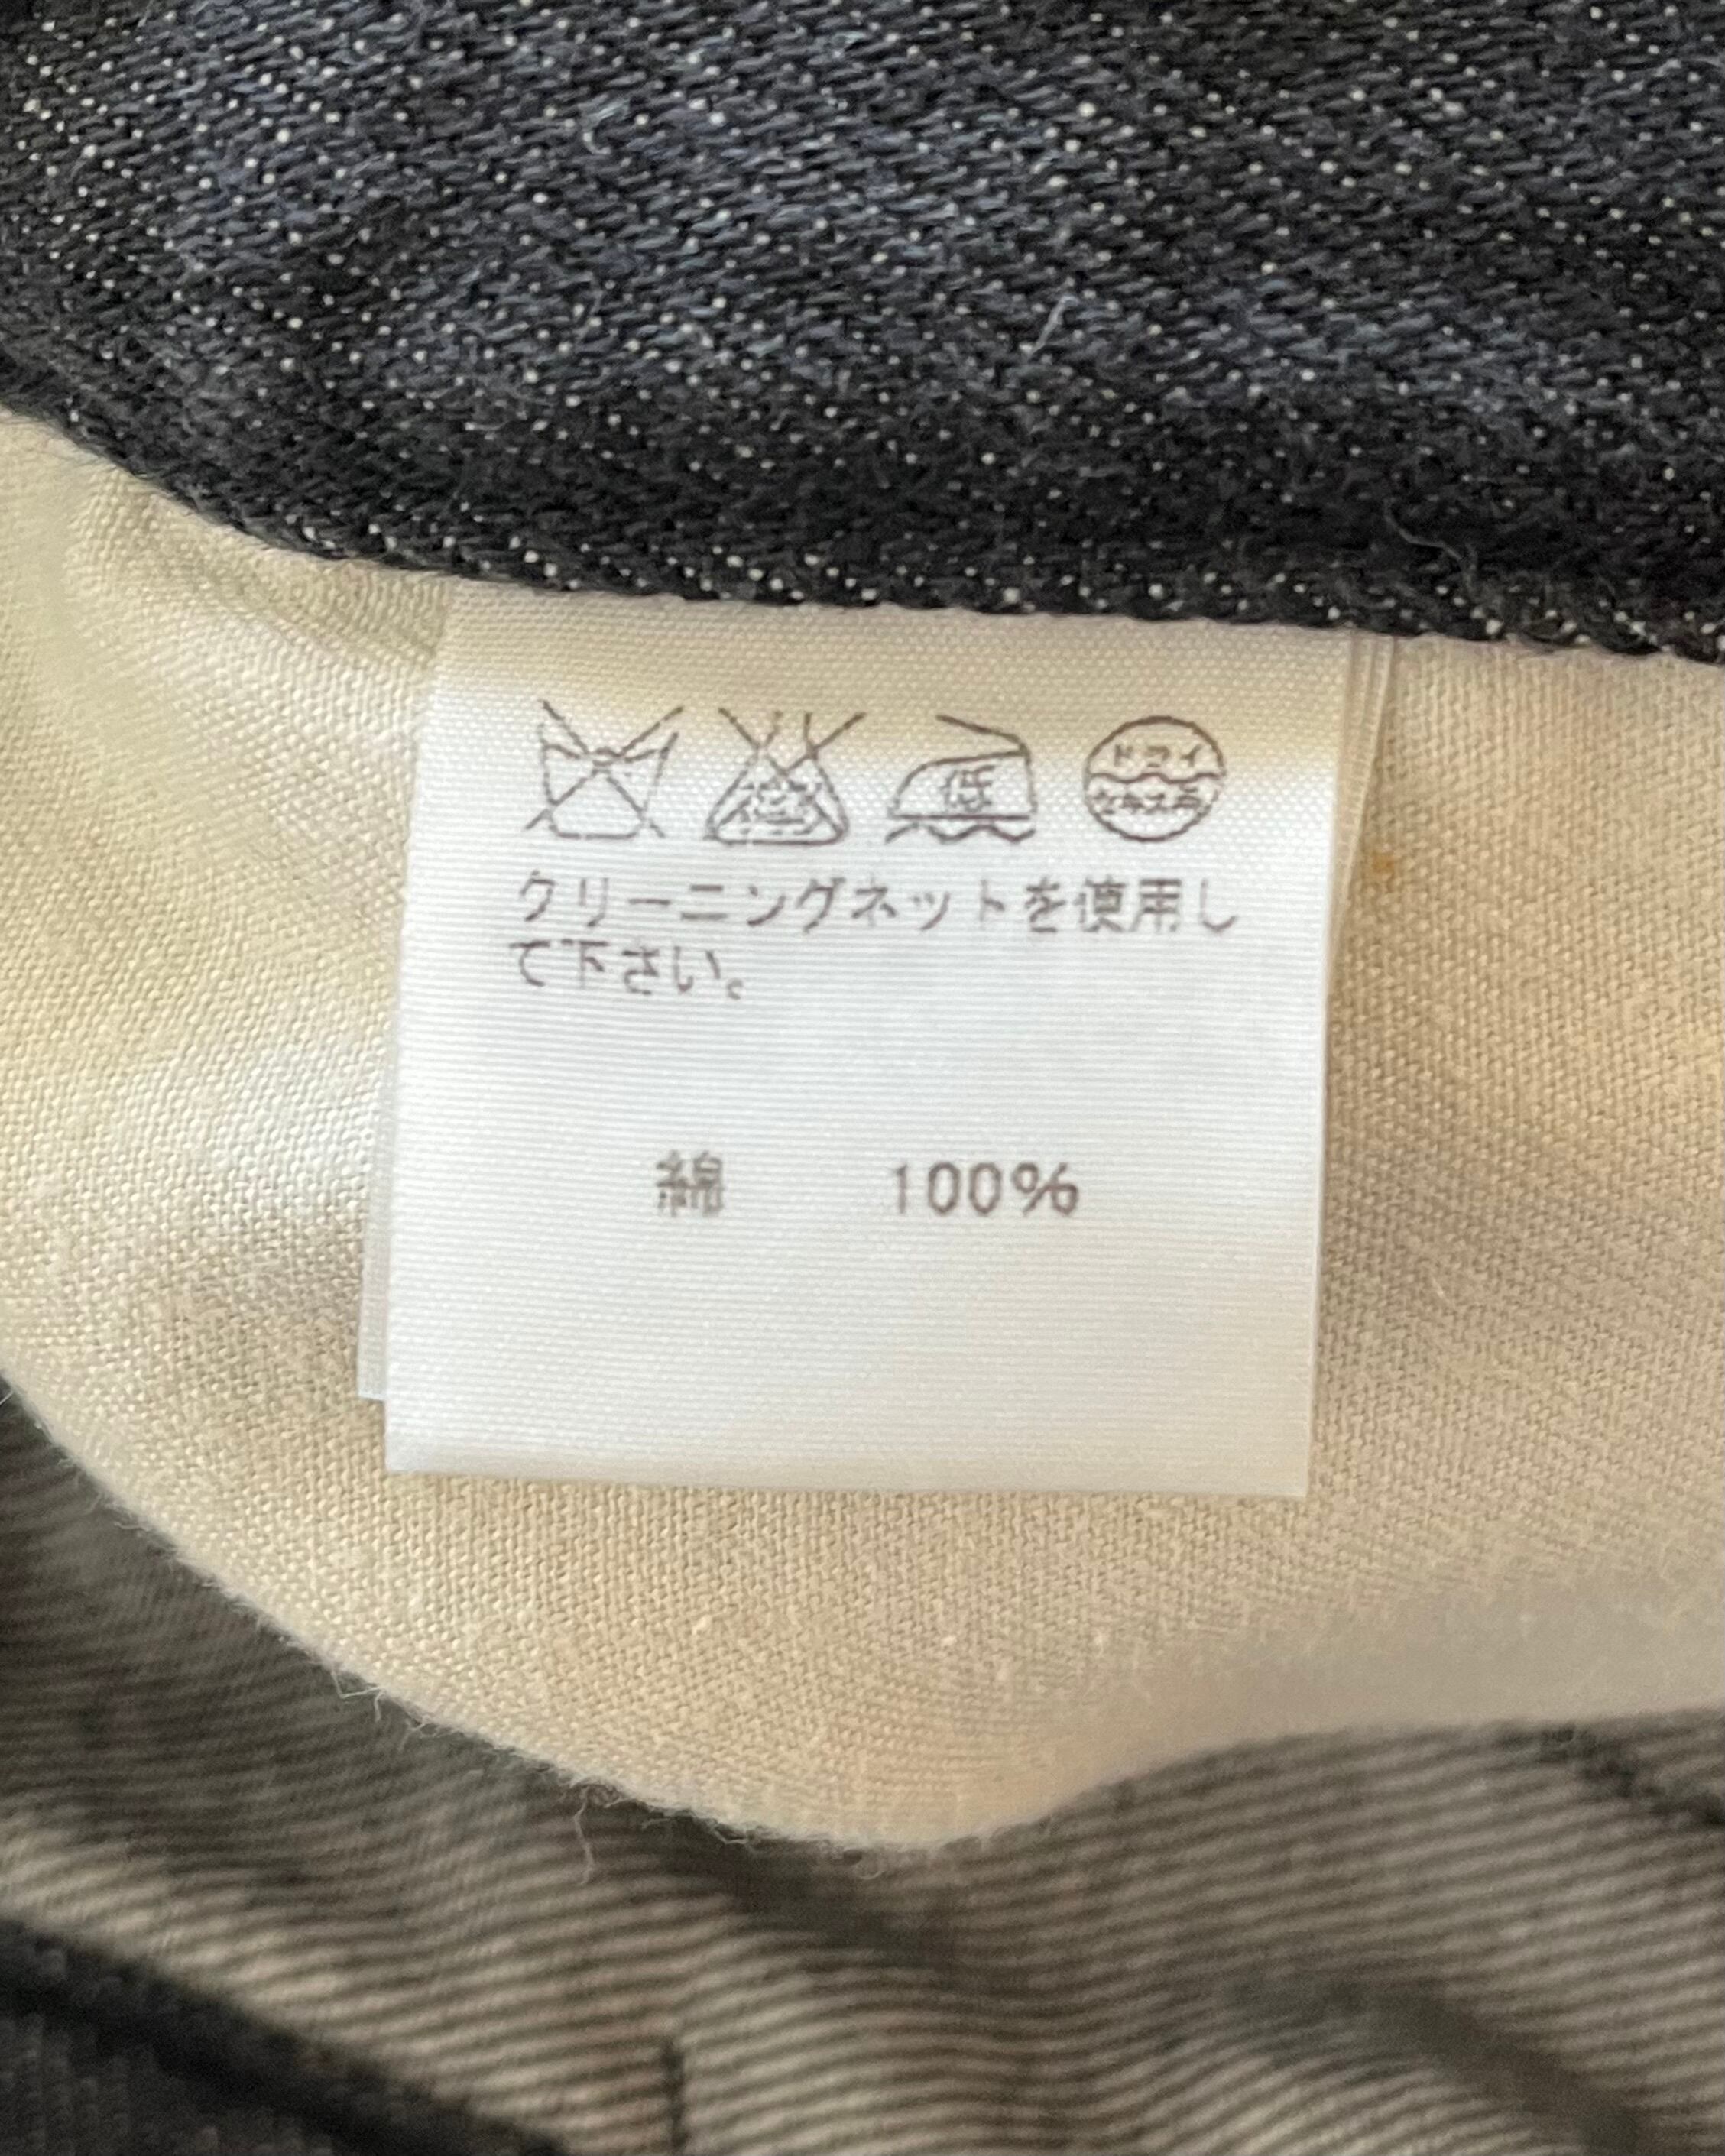 低 ドライ
セキユ系
クリーニングネットを使用し
て下さい。
綿 100%